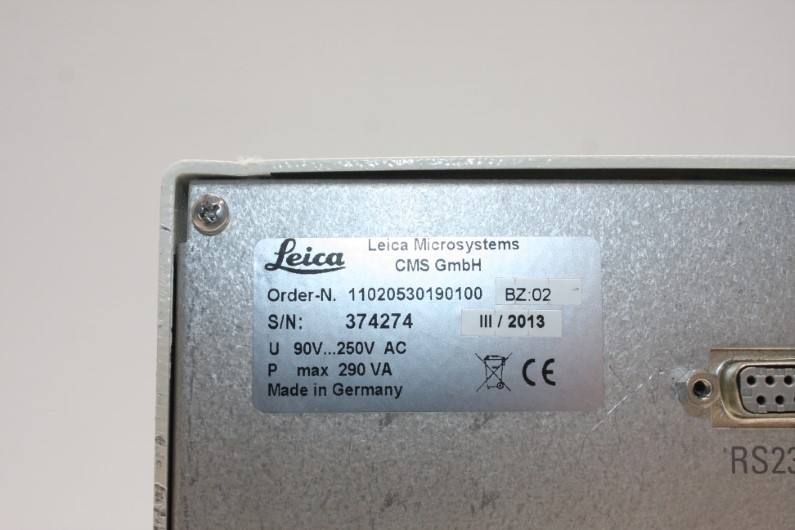 Leica Leica Microsystems
CMS GmbH
Order-N. 11020530190100 BZ:02
S/N: 374274 III / 2013
U 90V...250V AC
P max 290 VA
Made in Germany
CE
RS23